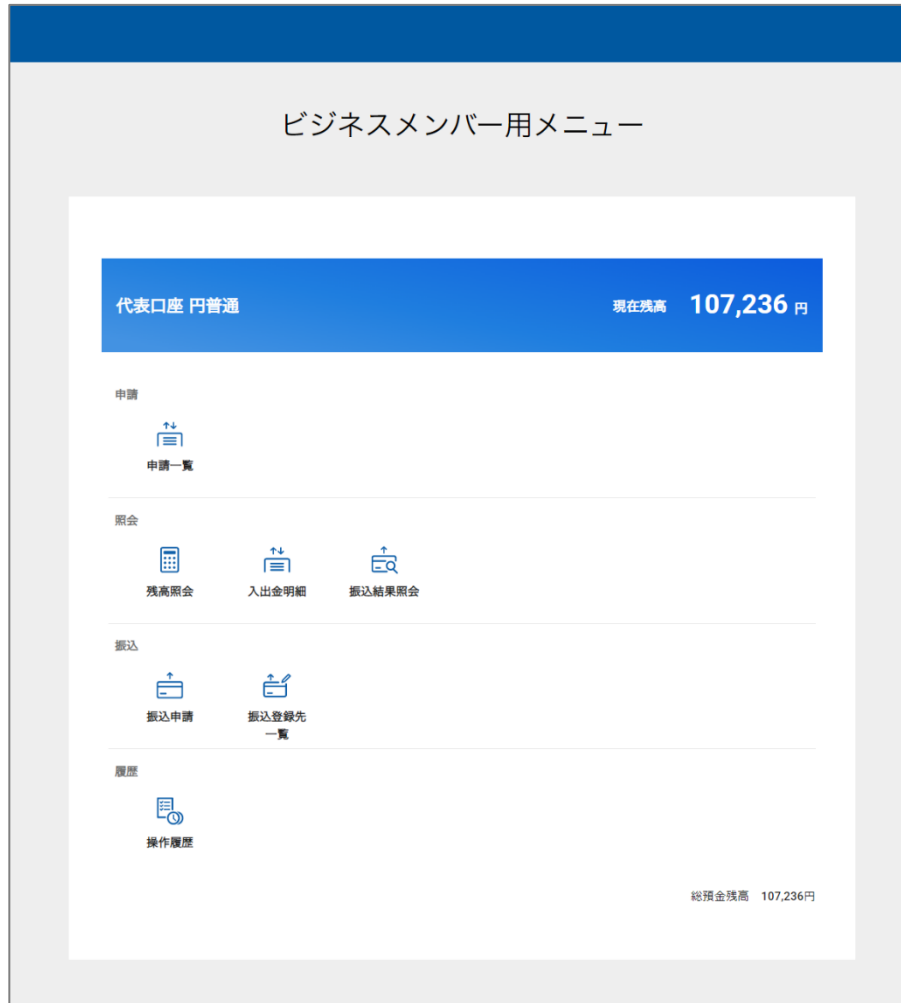 ビジネスメンバー用メニュー
代表口座 円普通 現在残高 107,236 円
申請
申請一覧
照会
残高照会 入出金明細 振込結果照会
振込
振込申請 振込登録先
一覧
履歴
操作履歴
総預金残高 107,236円